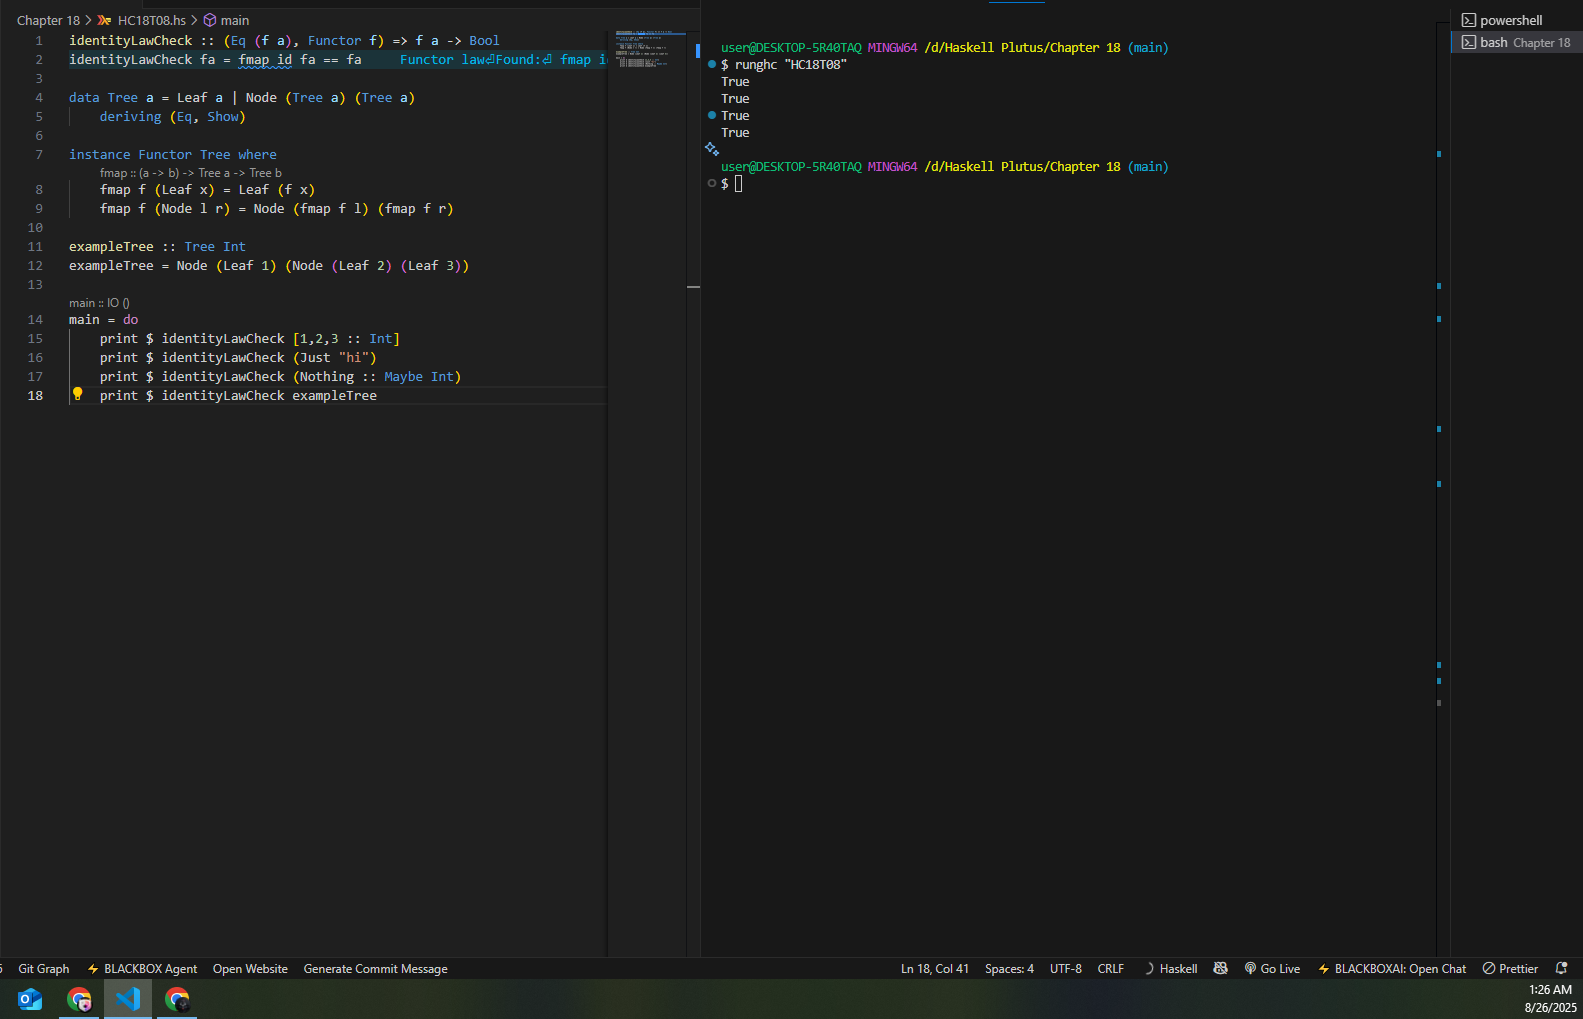 Chapter 18 > HC18T08.hs > main
1 identityLawCheck :: (Eq (f a), Functor f) => f a -> Bool
2 identityLawCheck fa = fmap id fa == fa Functor law⏎Found:⏎ fmap
3
4 data Tree a = Leaf a | Node (Tree a) (Tree a)
5 deriving (Eq, Show)
6
7 instance Functor Tree where
fmap :: (a -> b) -> Tree a -> Tree b
8 fmap f (Leaf x) = Leaf (f x)
9 fmap f (Node l r) = Node (fmap f l) (fmap f r)
10
11 exampleTree :: Tree Int
12 exampleTree = Node (Leaf 1) (Node (Leaf 2) (Leaf 3))
13
main :: IO ()
14 main = do
15 print $ identityLawCheck [1,2,3 :: Int]
16 print $ identityLawCheck (Just "hi")
17 print $ identityLawCheck (Nothing :: Maybe Int)
18 print $ identityLawCheck exampleTree
user@DESKTOP-5R40TAQ MINGW64 /d/Haskell Plutus/Chapter 18 (main)
$ runghc "HC18T08"
True
True
True
True
user@DESKTOP-5R40TAQ MINGW64 /d/Haskell Plutus/Chapter 18 (main)
$
powershell
bash Chapter 18
Git Graph BLACKBOX Agent Open Website Generate Commit Message Ln 18, Col 41 Spaces: 4 UTF-8 CRLF Haskell Go Live BLACKBOXAI: Open Chat Prettier
1:26 AM
8/26/2025